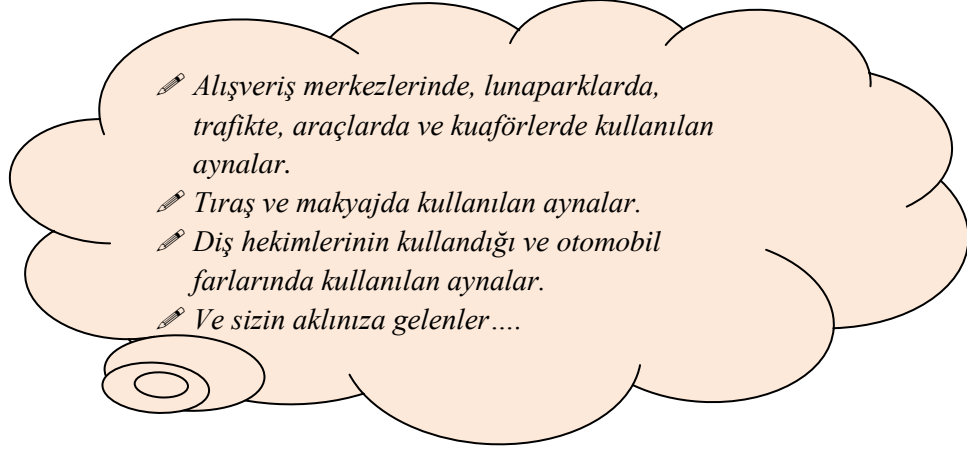 ✐ Alışveriş merkezlerinde, lunaparklarda,
trafikte, araçlarda ve kuaförlerde kullanılan
aynalar.
✐ Tıraş ve makyajda kullanılan aynalar.
✐ Diş hekimlerinin kullandığı ve otomobil
farlarında kullanılan aynalar.
✐ Ve sizin aklınıza gelenler….